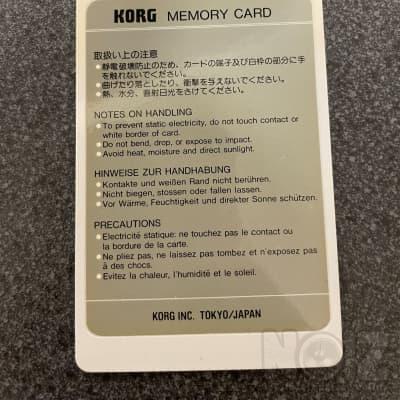 KORG MEMORY CARD
取扱い上の注意
●静電破壊防止のため、カードの端子及び白枠の部分に手
を触れないでください。
●曲げたり落としたり、衝撃を与えないでください。
●熱、水分、直射日光をさけてください。
NOTES ON HANDLING
● To prevent static electricity, do not touch contact or
white border of card.
● Do not bend, drop, or expose to impact.
● Avoid heat, moisture and direct sunlight.
HINWEISE ZUR HANDHABUNG
● Kontakte und weißen Rand nicht berühren.
● Nicht biegen, stossen oder fallen lassen.
● Vor Wärme, Feuchtigkeit und direkter Sonne schützen.
PRECAUTIONS
● Electricité statique: ne touchez pas le contact ou
la bordure de la carte.
● Ne pliez pas, ne laissez pas tombez et n'exposez pas
à des chocs.
● Evitez la chaleur, l'humidité et le soleil.
KORG INC. TOKYO/JAPAN